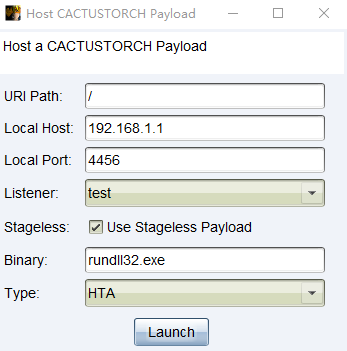 Host CACTUSTORCH Payload
Host a CACTUSTORCH Payload
URI Path: /
Local Host: 192.168.1.1
Local Port: 4456
Listener: test
Stageless: Use Stageless Payload
Binary: rundll32.exe
Type: HTA
Launch